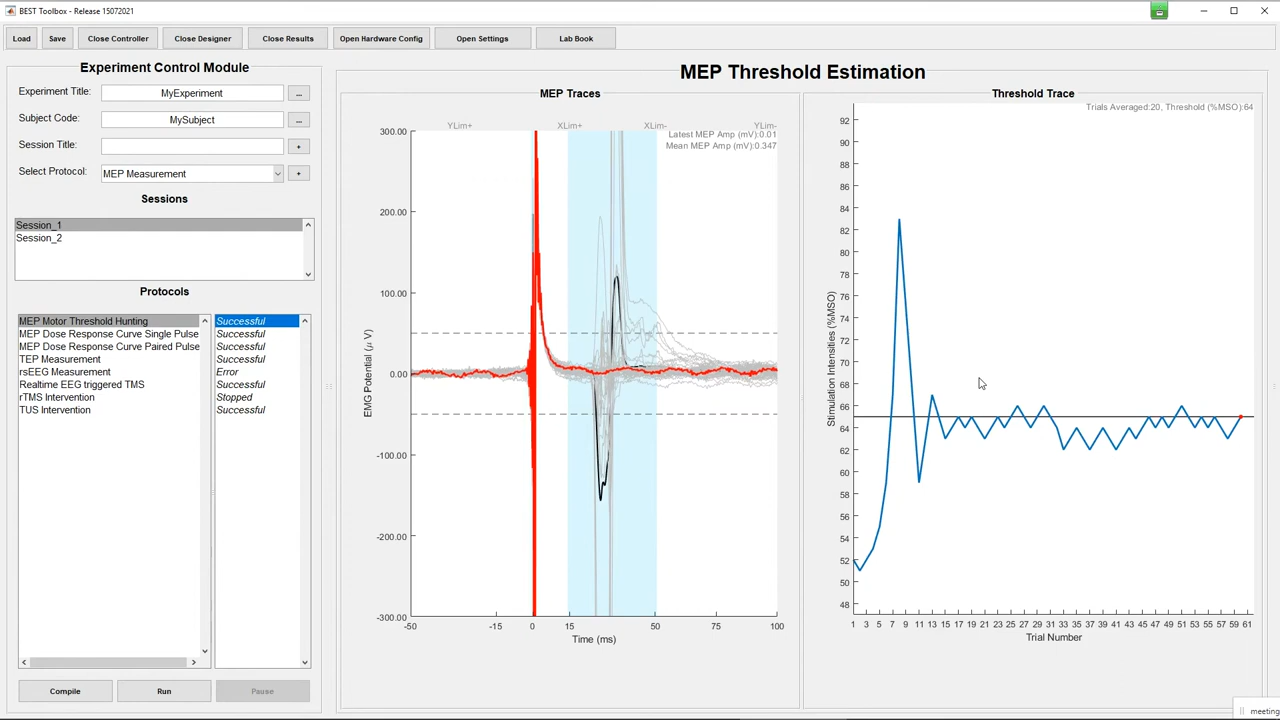 BEST Toolbox - Release 15072021
Load Save Close Controller Close Designer Close Results Open Hardware Config Open Settings Lab Book
Experiment Control Module
Experiment Title: MyExperiment ...
Subject Code: MySubject ...
Session Title: +
Select Protocol: MEP Measurement +
Sessions
Session_1
Session_2
Protocols
MEP Motor Threshold Hunting Successful
MEP Dose Response Curve Single Pulse Successful
MEP Dose Response Curve Paired Pulse Successful
TEP Measurement Successful
rsEEG Measurement Error
Realtime EEG triggered TMS Successful
rTMS Intervention Stopped
TUS Intervention Successful
Compile Run Pause
MEP Threshold Estimation
MEP Traces
YLim+ XLim+ XLim- YLim-
Latest MEP Amp (mV):0.01
Mean MEP Amp (mV):0.347
300.00
200.00
100.00
0.00
-100.00
-200.00
-300.00
EMG Potential (μ V)
-50 -15 0 15 50 75 100
Time (ms)
Threshold Trace
Trials Averaged:20, Threshold (%MSO):64
92
90
88
86
84
82
80
78
76
74
72
70
68
66
64
62
60
58
56
54
52
50
48
Stimulation Intensities (%MSO)
1 3 5 7 9 11 13 15 17 19 21 23 25 27 29 31 33 35 37 39 41 43 45 47 49 51 53 55 57 59 61
Trial Number
meeting